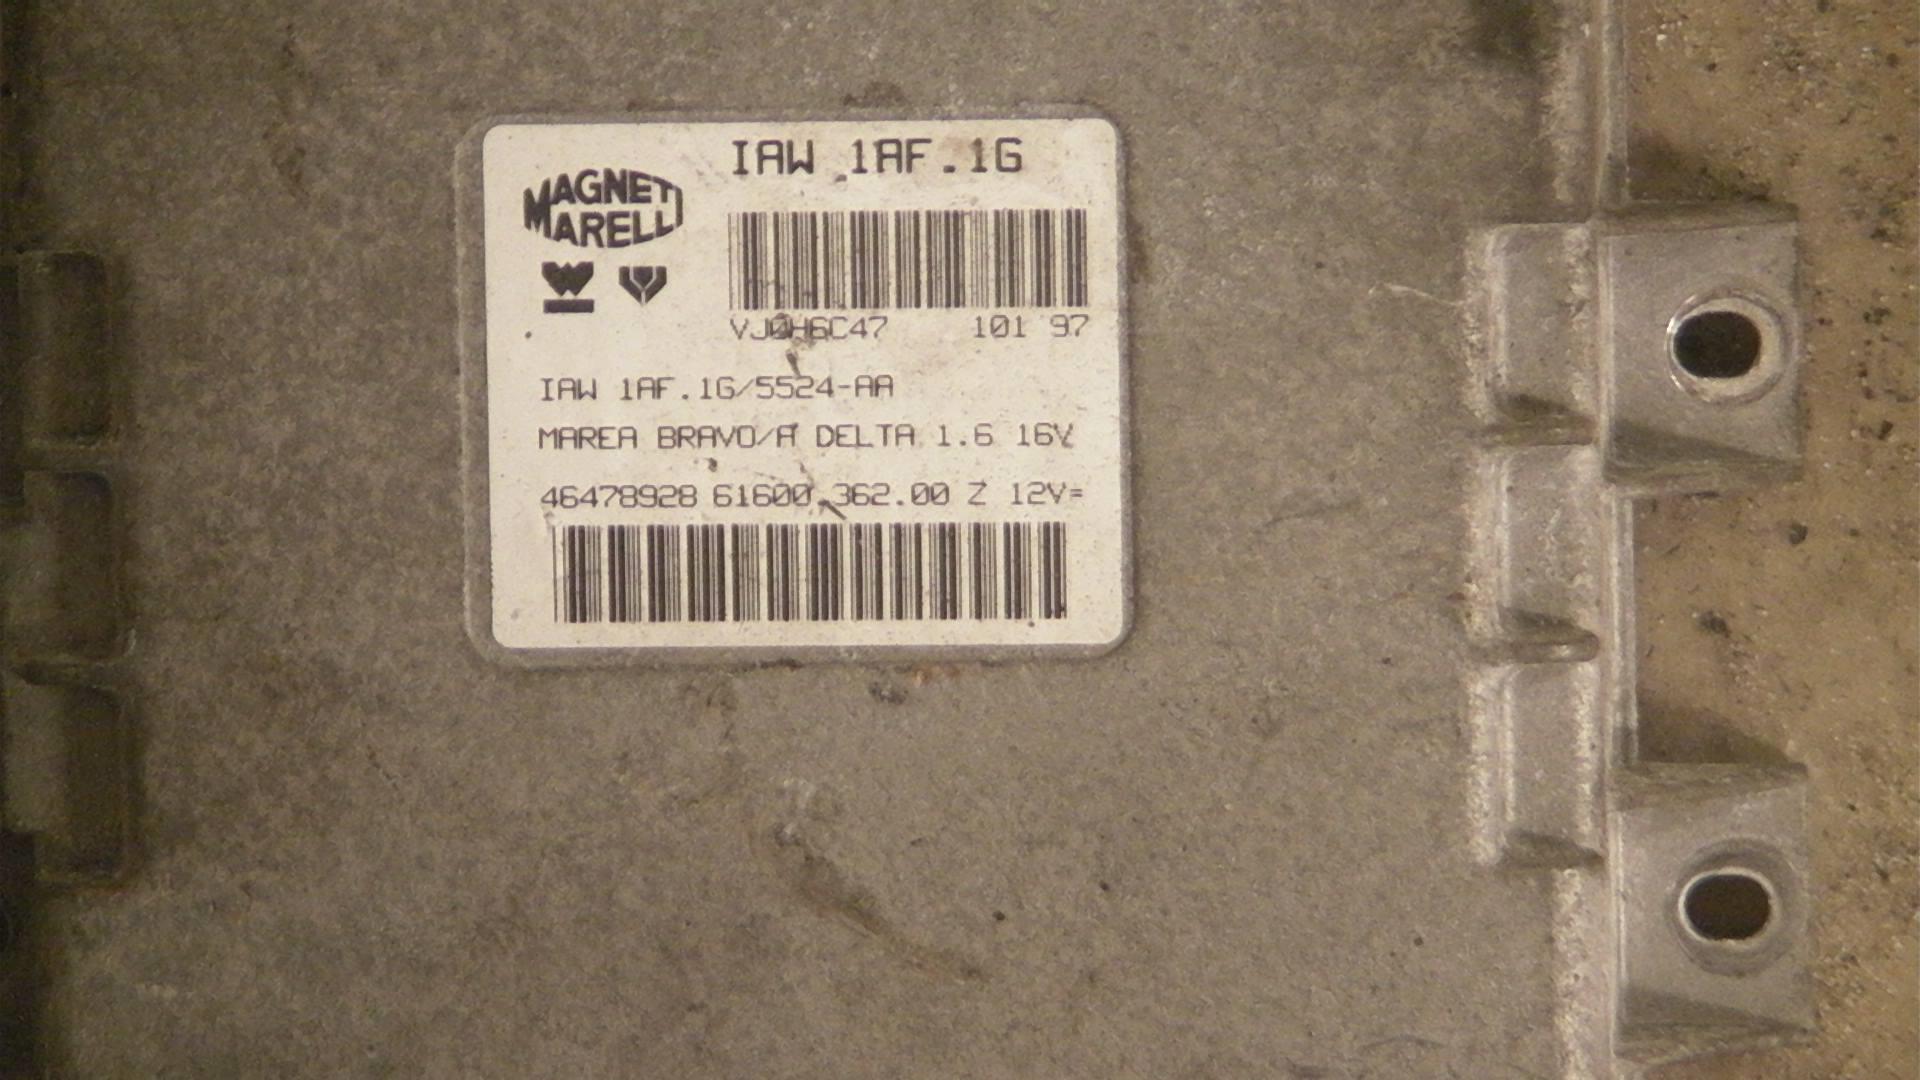 IAW 1AF.1G
MAGNETI
MARELLI
VJ0H6C47 101 97
IAW 1AF.1G/5524-AA
MAREA BRAVO/A DELTA 1.6 16V
46478928 61600.362.00 Z 12V=